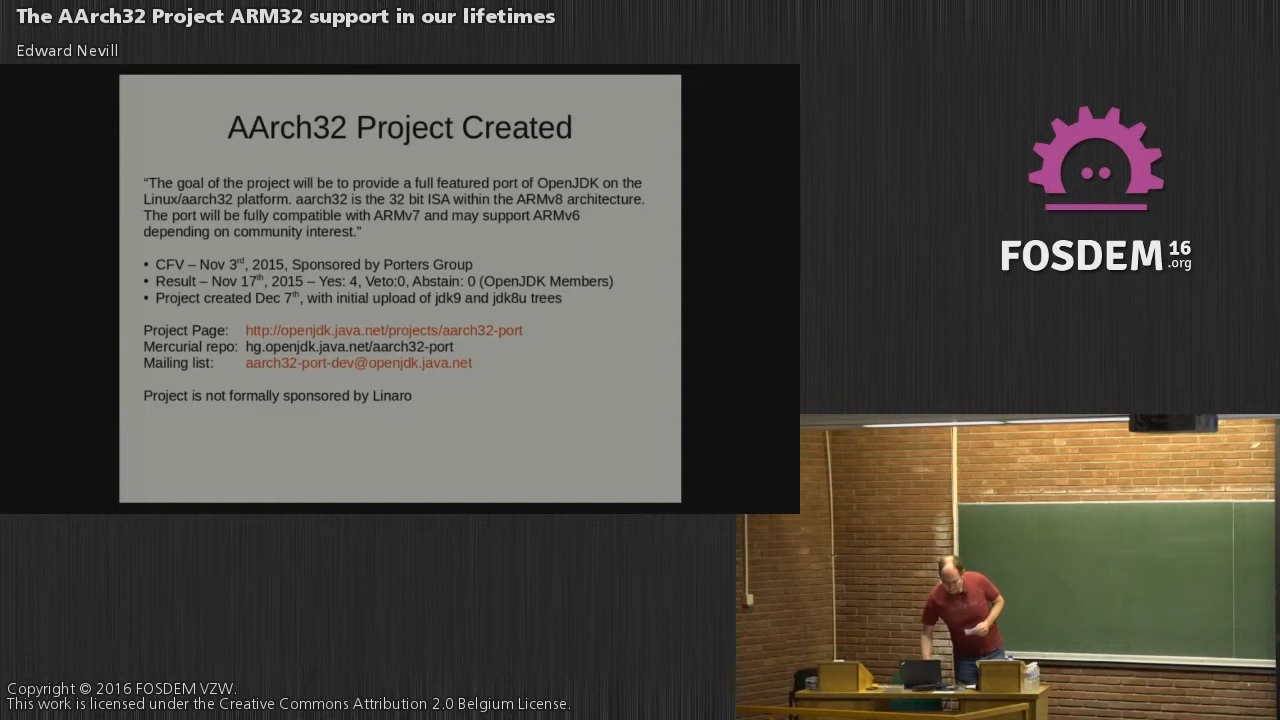 The AArch32 Project ARM32 support in our lifetimes
Edward Nevill
AArch32 Project Created
“The goal of the project will be to provide a full featured port of OpenJDK on the
Linux/aarch32 platform. aarch32 is the 32 bit ISA within the ARMv8 architecture.
The port will be fully compatible with ARMv7 and may support ARMv6
depending on community interest.”
• CFV – Nov 3rd, 2015, Sponsored by Porters Group
• Result – Nov 17th, 2015 – Yes: 4, Veto:0, Abstain: 0 (OpenJDK Members)
• Project created Dec 7th, with initial upload of jdk9 and jdk8u trees
Project Page: http://openjdk.java.net/projects/aarch32-port
Mercurial repo: hg.openjdk.java.net/aarch32-port
Mailing list: aarch32-port-dev@openjdk.java.net
Project is not formally sponsored by Linaro
FOSDEM 16
.org
Copyright © 2016 FOSDEM VZW.
This work is licensed under the Creative Commons Attribution 2.0 Belgium License.